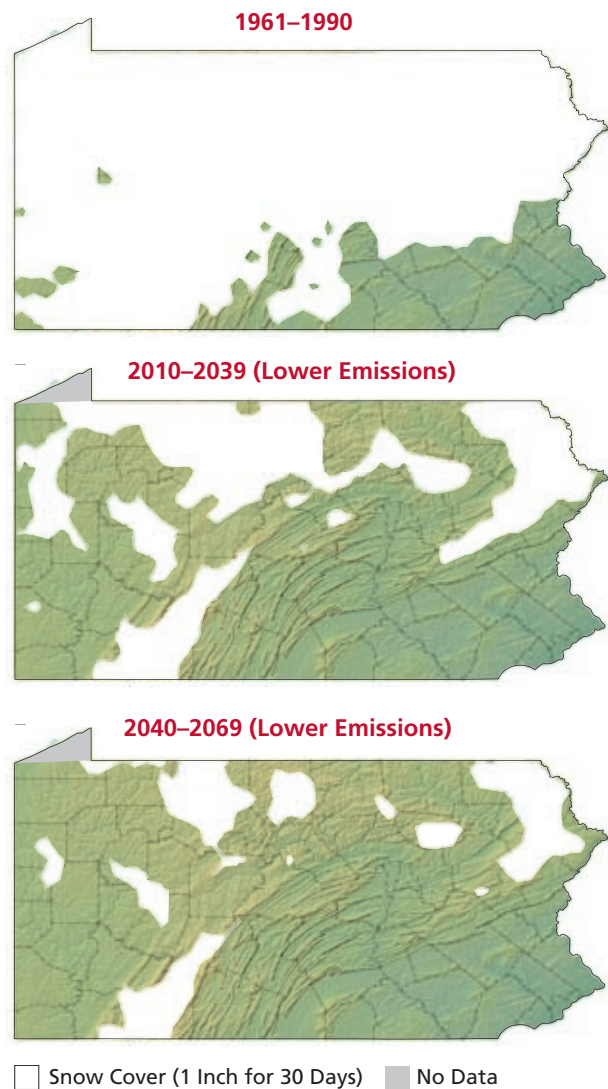 1961–1990
2010–2039 (Lower Emissions)
2040–2069 (Lower Emissions)
Snow Cover (1 Inch for 30 Days) No Data